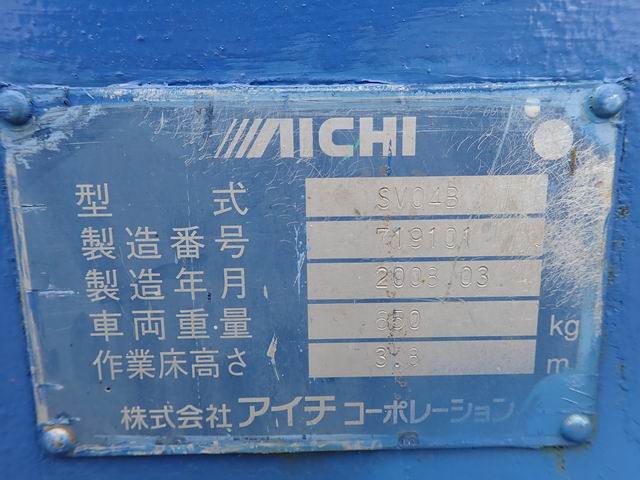 AICHI
型式 SV04B
製造番号 719101
製造年月 2008 03
車両重量 kg
作業床高さ 3.8 m
株式会社アイチコーポレーション